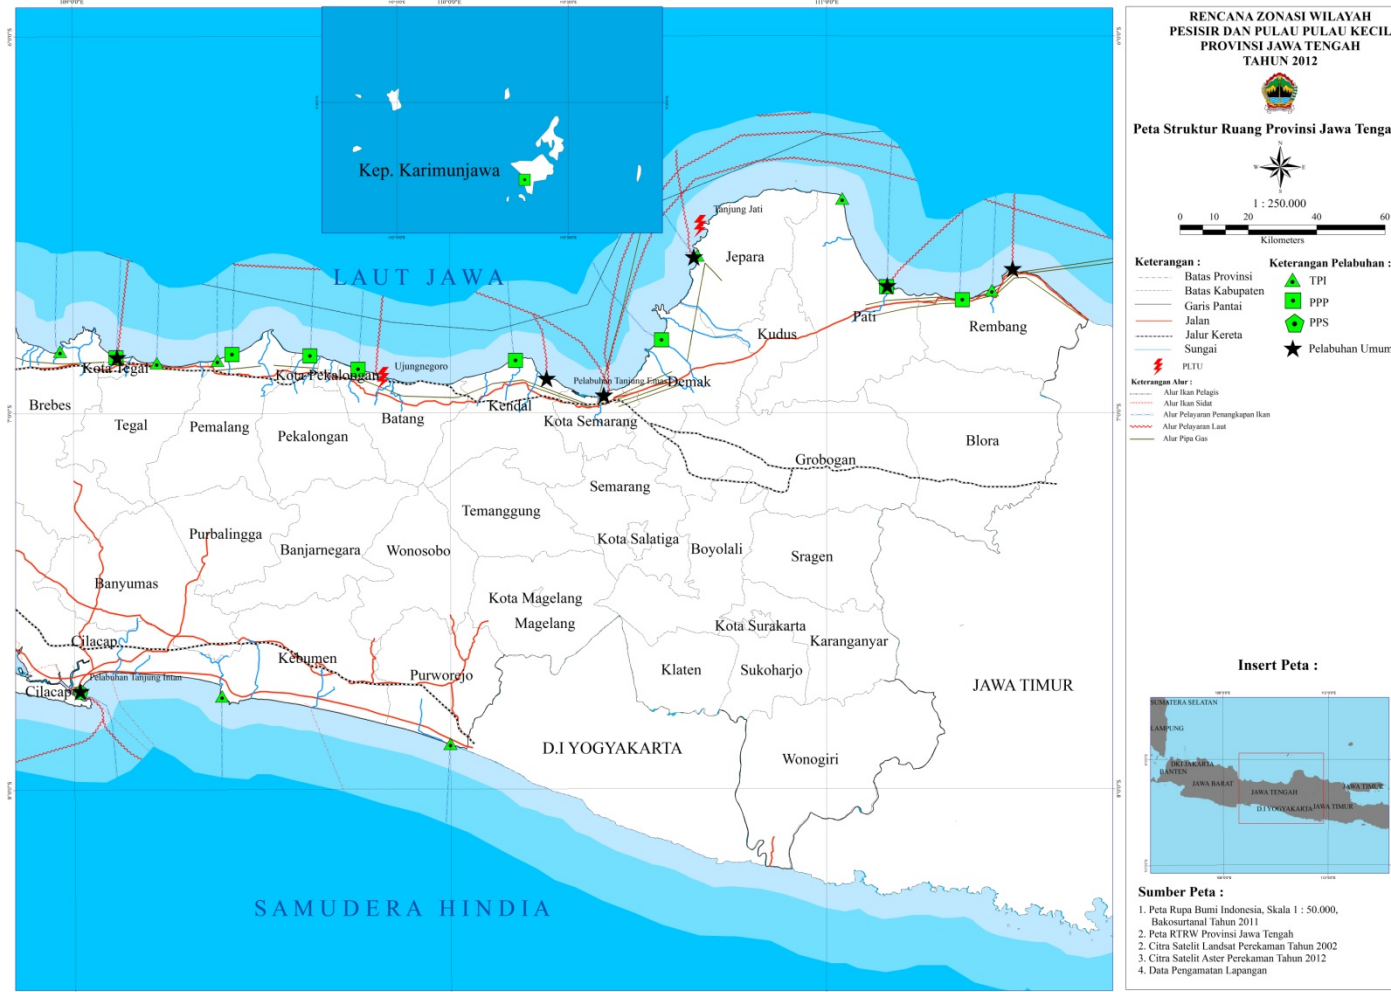 RENCANA ZONASI WILAYAH
PESISIR DAN PULAU PULAU KECIL
PROVINSI JAWA TENGAH
TAHUN 2012
Peta Struktur Ruang Provinsi Jawa Tenga
N
W E
S
1 : 250.000
0 10 20 40 60
Kilometers
Keterangan :
Batas Provinsi
Batas Kabupaten
Garis Pantai
Jalan
Jalur Kereta
Sungai
PLTU
Keterangan Pelabuhan :
TPI
PPP
PPS
Pelabuhan Umum
Keterangan Alur :
Alur Ikan Pelagis
Alur Ikan Sidat
Alur Pelayaran Penangkapan Ikan
Alur Pelayaran Laut
Alur Pipa Gas
Insert Peta :
SUMATERA SELATAN
LAMPUNG
DKI JAKARTA
BANTEN
JAWA BARAT
JAWA TENGAH
JAWA TIMUR
D.I YOGYAKARTA
JAWA TIMUR
Sumber Peta :
1. Peta Rupa Bumi Indonesia, Skala 1 : 50.000,
Bakosurtanal Tahun 2011
2. Peta RTRW Provinsi Jawa Tengah
2. Citra Satelit Landsat Perekaman Tahun 2002
3. Citra Satelit Aster Perekaman Tahun 2012
4. Data Pengamatan Lapangan
Kep. Karimunjawa
LAUT JAWA
Tanjung Jati
Jepara
Kudus
Pati
Rembang
Kota Tegal
Kota Pekalongan
Ujungnegoro
Pelabuhan Tanjung Emas
Demak
Brebes
Tegal
Pemalang
Pekalongan
Batang
Kendal
Kota Semarang
Grobogan
Blora
Semarang
Temanggung
Purbalingga
Banjarnegara
Wonosobo
Kota Salatiga
Boyolali
Sragen
Banyumas
Kota Magelang
Magelang
Kota Surakarta
Karanganyar
Cilacap
Kebumen
Purworejo
Klaten
Sukoharjo
Pelabuhan Tanjung Intan
Cilacap
JAWA TIMUR
D.I YOGYAKARTA
Wonogiri
SAMUDERA HINDIA